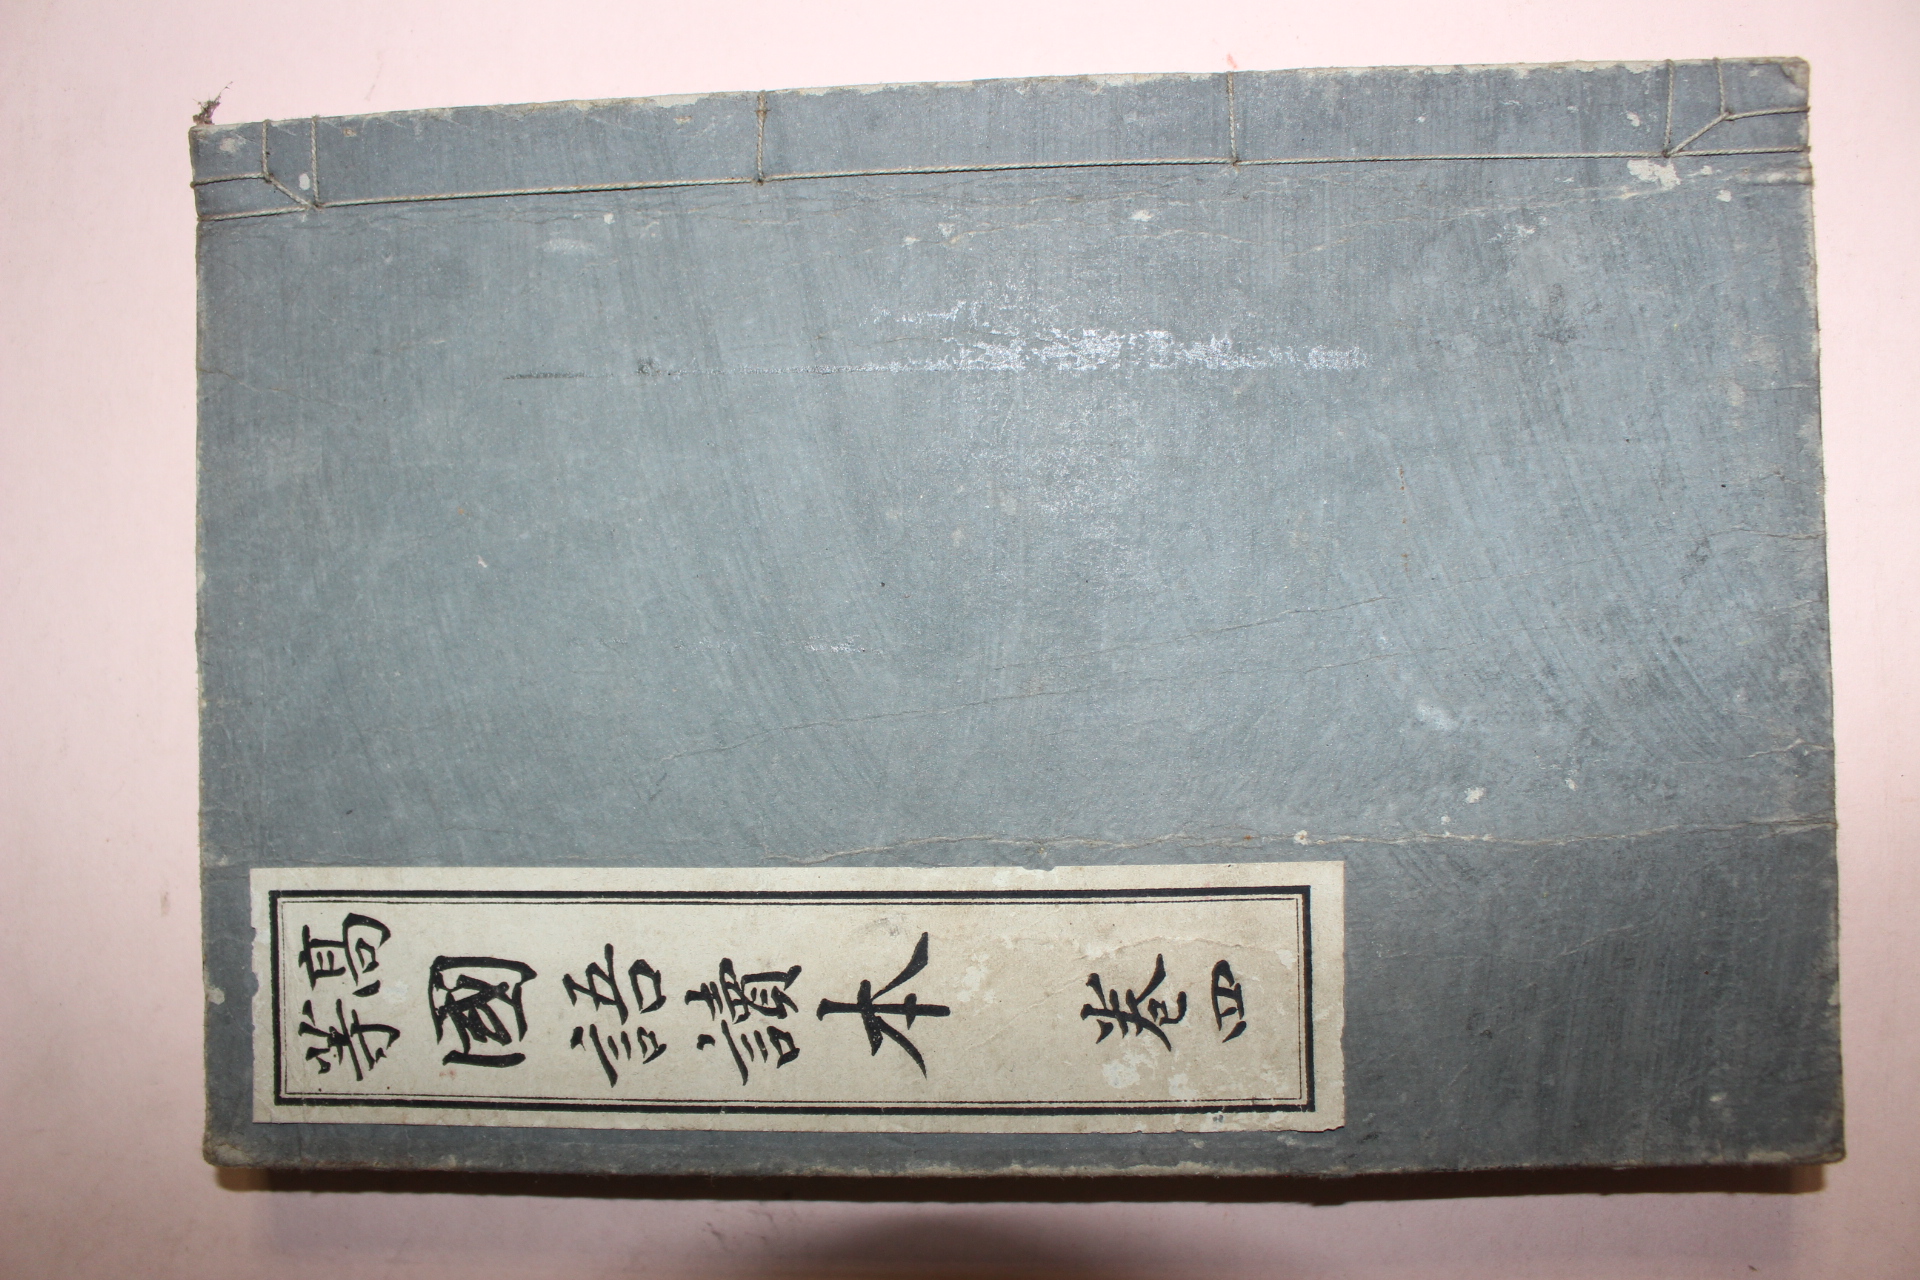 高等
國語讀本 卷四